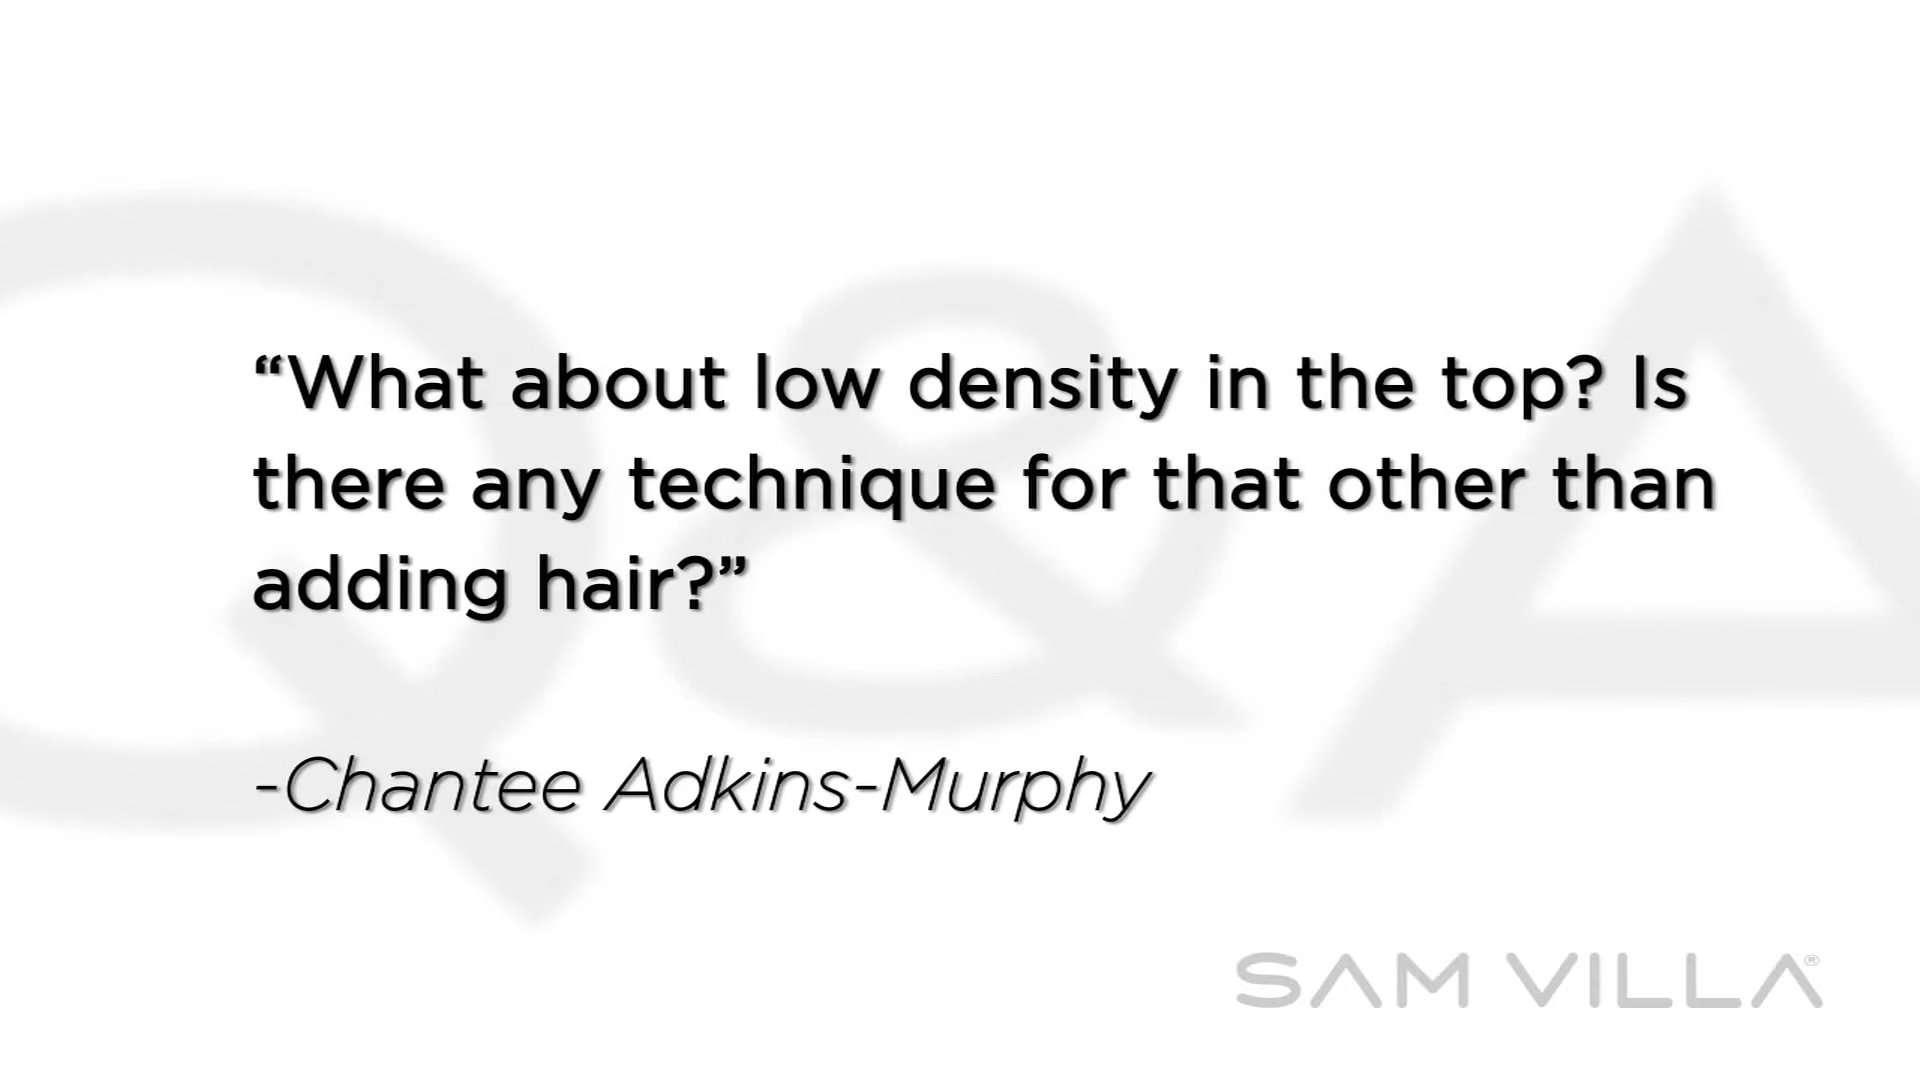 “What about low density in the top? Is
there any technique for that other than
adding hair?”
-Chantee Adkins-Murphy
Q&A
SAM VILLA®